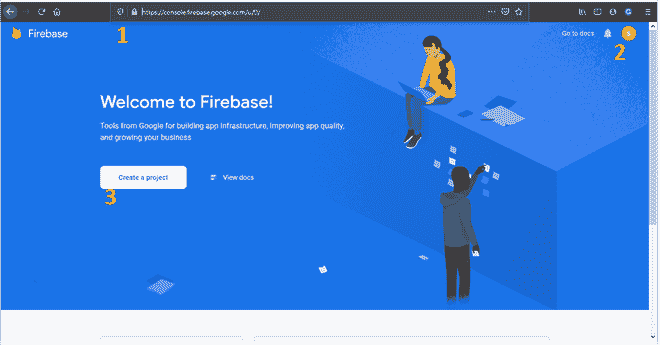 https://console.firebase.google.com/u/0/
1
Firebase
Go to docs
2
Welcome to Firebase!
Tools from Google for building app infrastructure, improving app quality,
and growing your business
Create a project
View docs
3